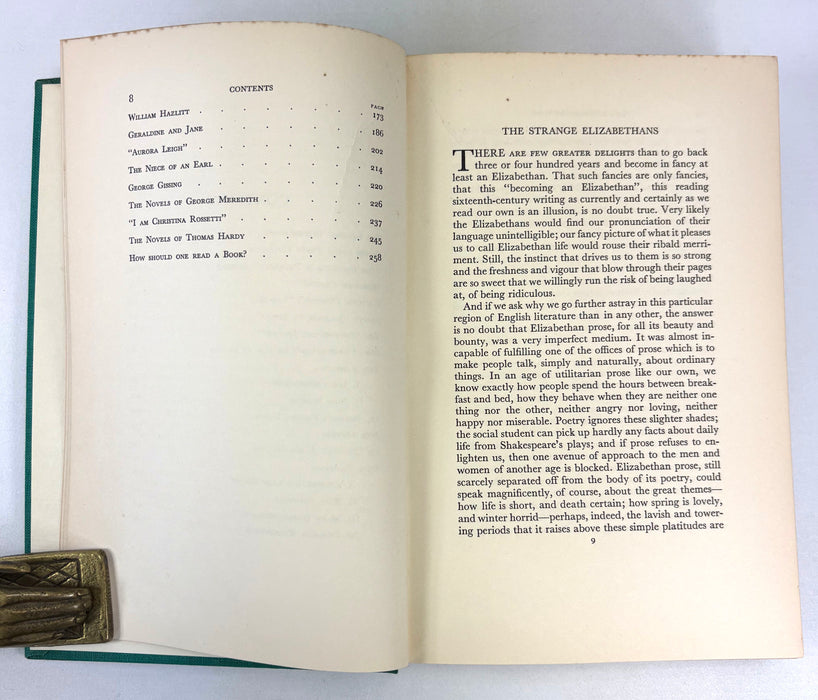 8
CONTENTS
PAGE
WILLIAM HAZLITT . . . . . . . 173
GERALDINE AND JANE . . . . . . 186
"AURORA LEIGH" . . . . . . . 202
THE NIECE OF AN EARL . . . . . . 214
GEORGE GISSING . . . . . . . 220
THE NOVELS OF GEORGE MEREDITH . . . . . 226
"I AM CHRISTINA ROSSETTI" . . . . . . 237
THE NOVELS OF THOMAS HARDY . . . . . 245
HOW SHOULD ONE READ A BOOK? . . . . . 258
THE STRANGE ELIZABETHANS
THERE ARE FEW GREATER DELIGHTS than to go back
three or four hundred years and become in fancy at
least an Elizabethan. That such fancies are only fancies,
that this "becoming an Elizabethan", this reading
sixteenth-century writing as currently and certainly as we
read our own is an illusion, is no doubt true. Very likely
the Elizabethans would find our pronunciation of their
language unintelligible; our fancy picture of what it pleases
us to call Elizabethan life would rouse their ribald merri-
ment. Still, the instinct that drives us to them is so strong
and the freshness and vigour that blow through their pages
are so sweet that we willingly run the risk of being laughed
at, of being ridiculous.
And if we ask why we go further astray in this particular
region of English literature than in any other, the answer
is no doubt that Elizabethan prose, for all its beauty and
bounty, was a very imperfect medium. It was almost in-
capable of fulfilling one of the offices of prose which is to
make people talk, simply and naturally, about ordinary
things. In an age of utilitarian prose like our own, we
know exactly how people spend the hours between break-
fast and bed, how they behave when they are neither one
thing nor the other, neither angry nor loving, neither
happy nor miserable. Poetry ignores these slighter shades;
the social student can pick up hardly any facts about daily
life from Shakespeare's plays; and if prose refuses to en-
lighten us, then one avenue of approach to the men and
women of another age is blocked. Elizabethan prose, still
scarcely separated off from the body of its poetry, could
speak magnificently, of course, about the great themes—
how life is short, and death certain; how spring is lovely,
and winter horrid—perhaps, indeed, the lavish and tower-
ing periods that it raises above these simple platitudes are
9